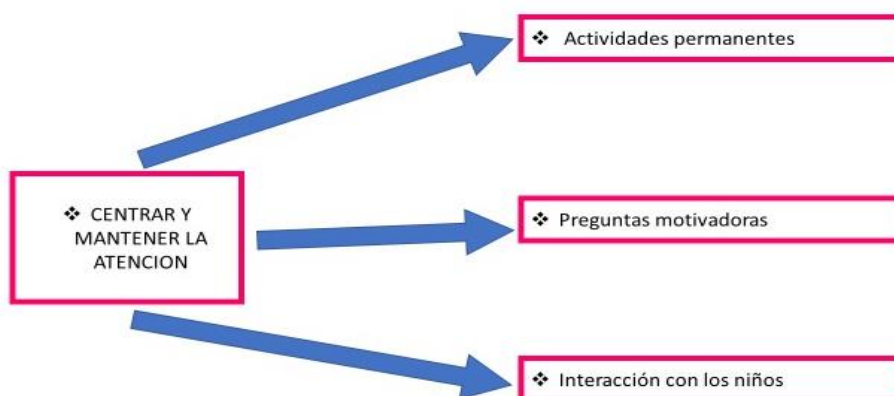 ❖ Actividades permanentes
❖ CENTRAR Y
MANTENER LA
ATENCION
❖ Preguntas motivadoras
❖ Interacción con los niños